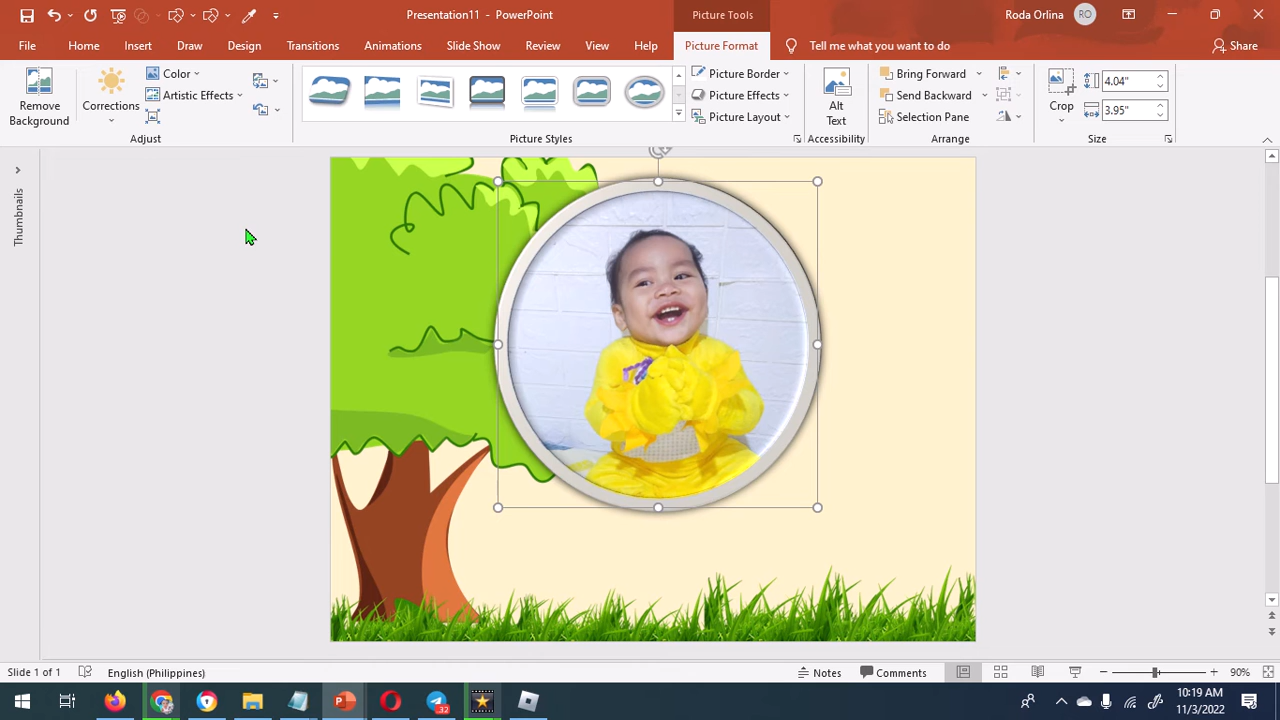 Presentation11 - PowerPoint
Picture Tools
Roda Orlina
RO
File
Home
Insert
Draw
Design
Transitions
Animations
Slide Show
Review
View
Help
Picture Format
Tell me what you want to do
Share
Remove Background
Corrections
Color
Artistic Effects
Adjust
Picture Styles
Picture Border
Picture Effects
Picture Layout
Alt Text
Accessibility
Bring Forward
Send Backward
Selection Pane
Arrange
Crop
4.04"
3.95"
Size
Thumbnails
Slide 1 of 1
English (Philippines)
Notes
Comments
90%
32
10:19 AM
11/3/2022